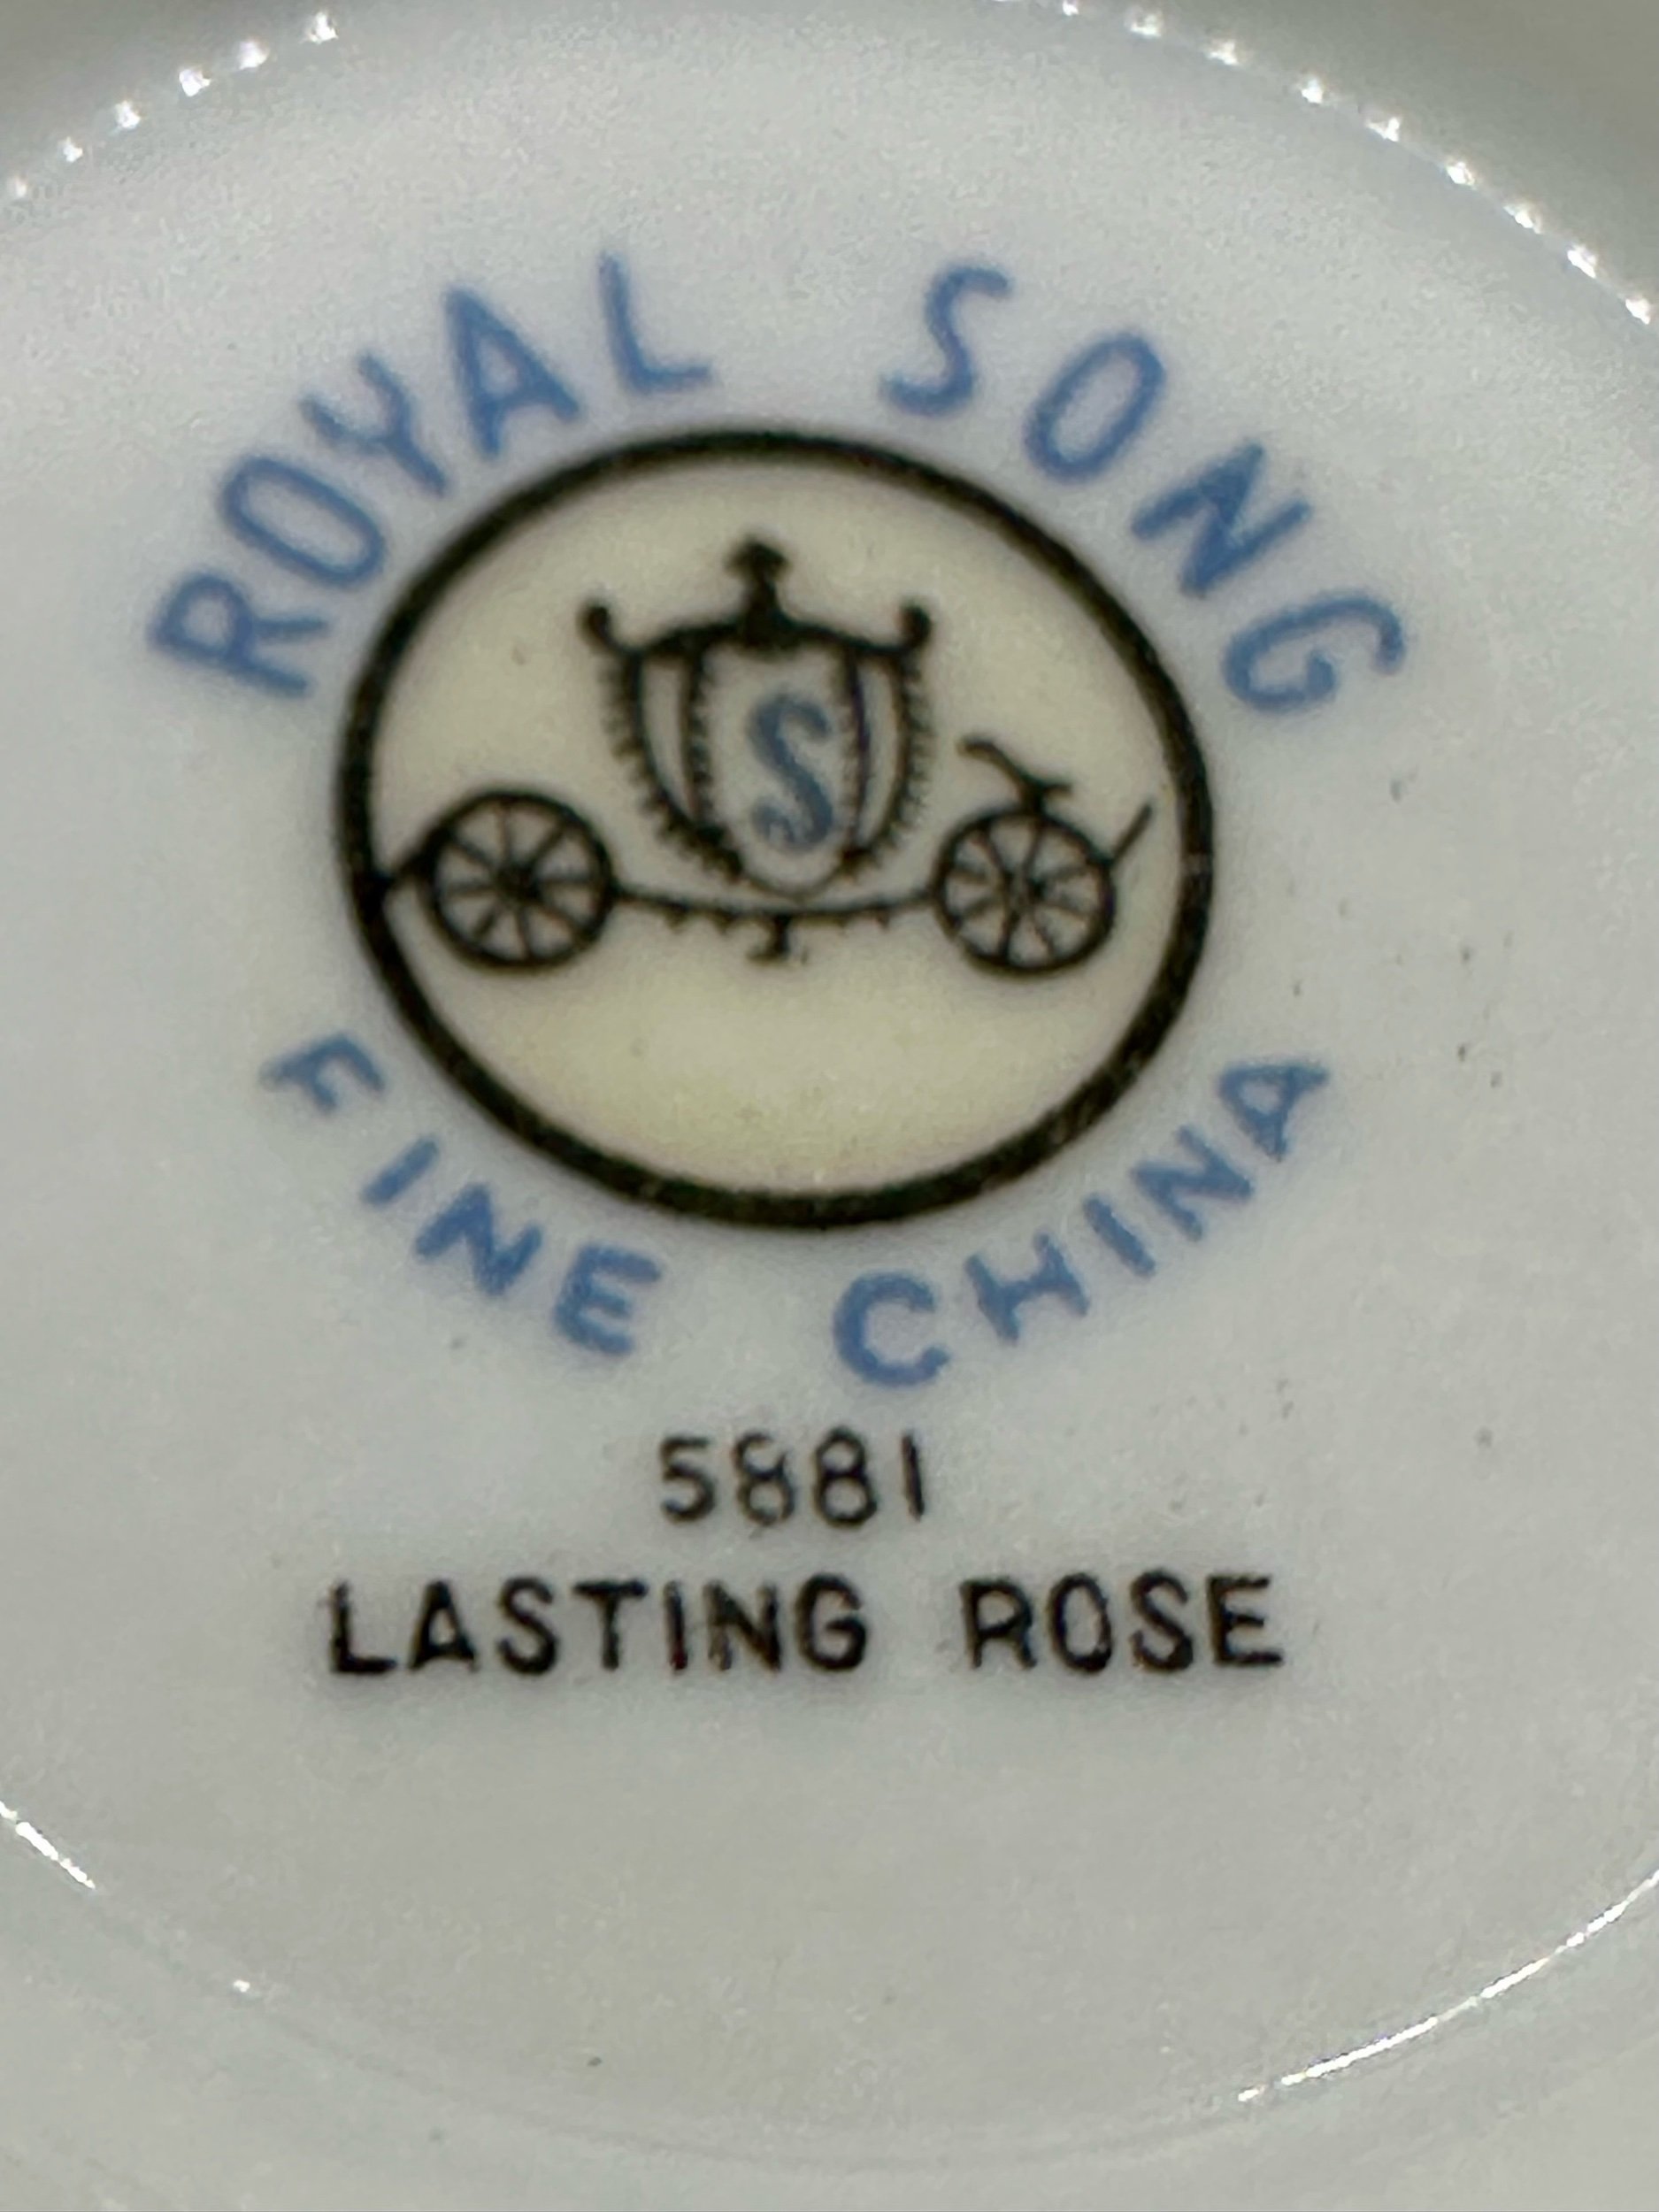 ROYAL SONG
S
FINE CHINA
5881
LASTING ROSE